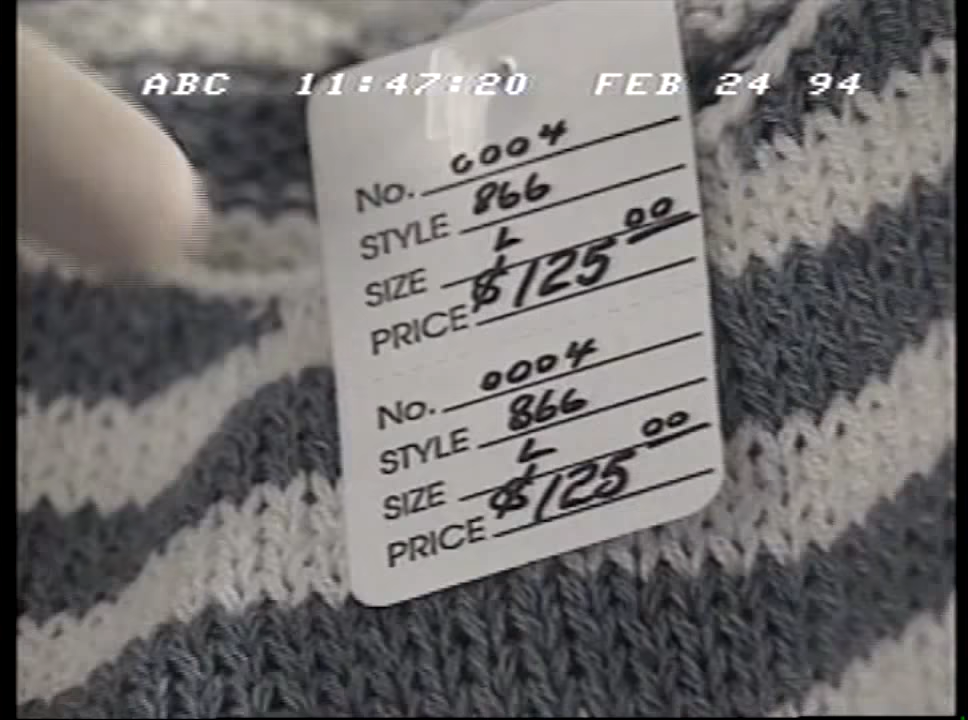 ABC 11:47:20 FEB 24 94
No. 0004
STYLE 866
SIZE L
PRICE $125 00
No. 0004
STYLE 866
SIZE L
PRICE $125 00